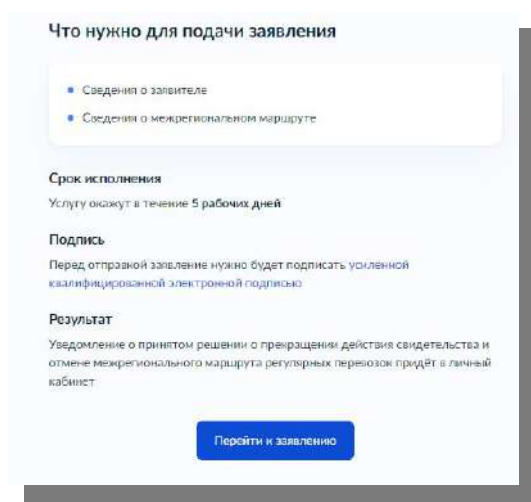 Что нужно для подачи заявления
Сведения о заявителе
Сведения о межрегиональном маршруте
Срок исполнения
Услугу окажут в течение 5 рабочих дней
Подпись
Перед отправкой заявление нужно будет подписать усиленной
квалифицированной электронной подписью
Результат
Уведомление о принятом решении о прекращении действия свидетельства и
отмене межрегионального маршрута регулярных перевозок придёт в личный
кабинет
Перейти к заявлению